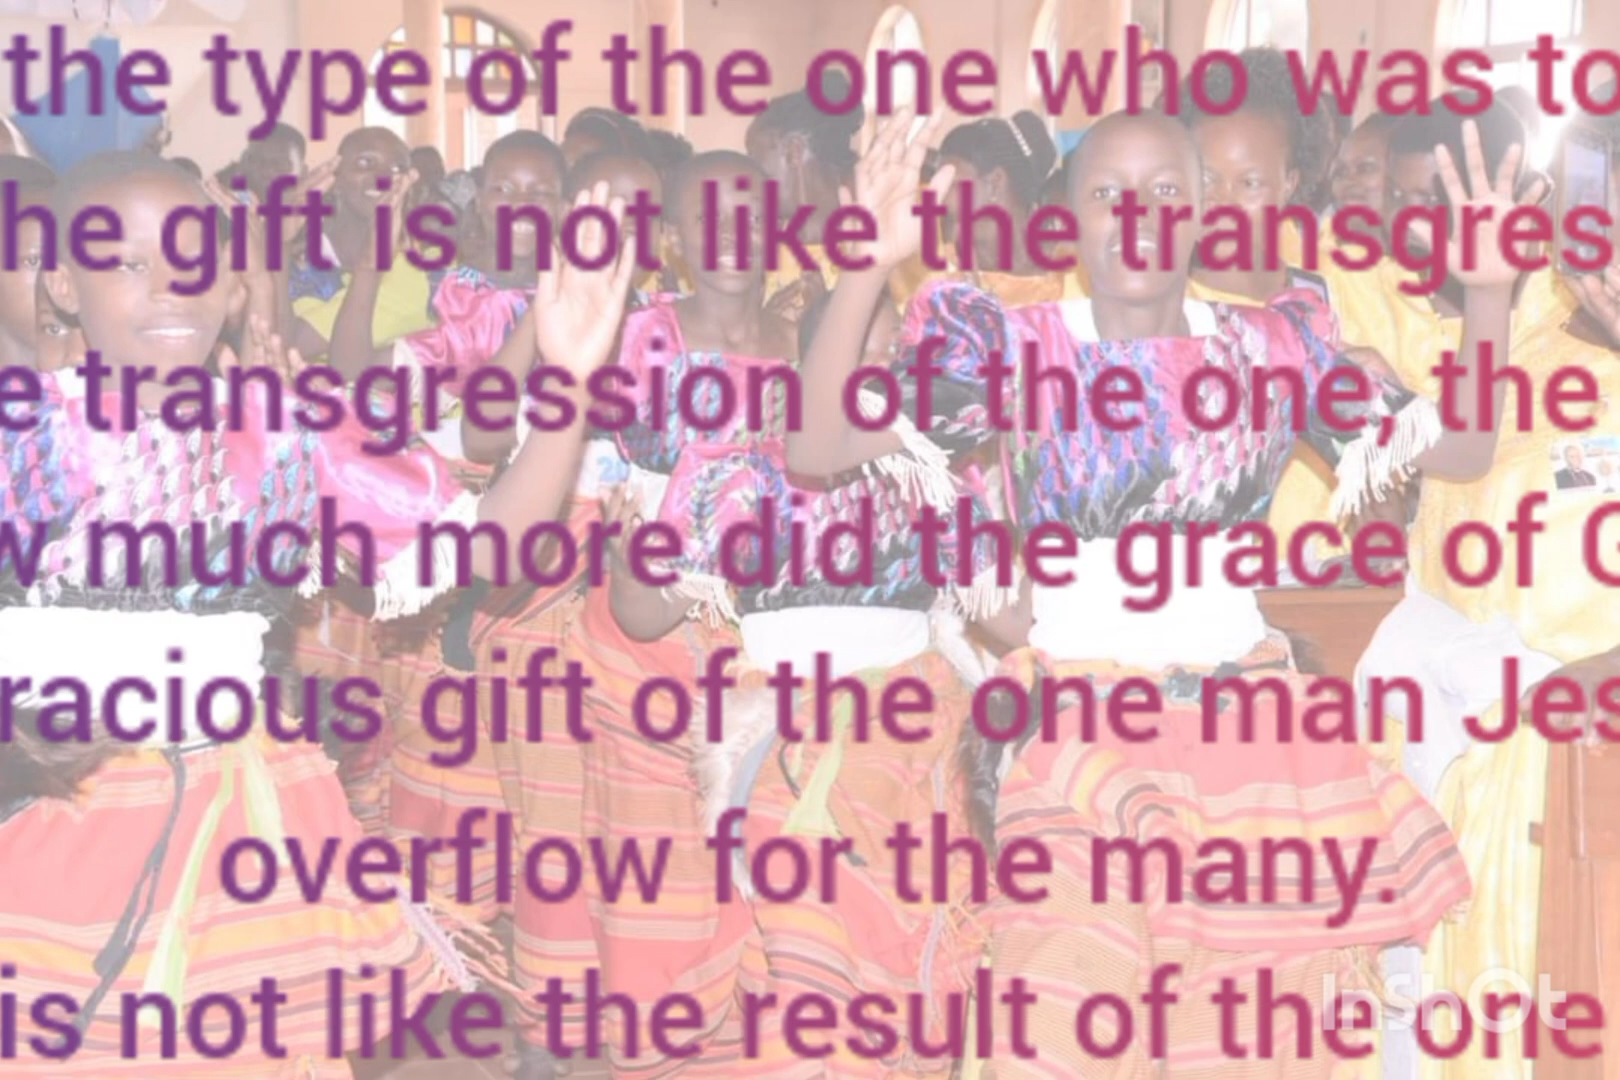 the type of the one who was to
he gift is not like the transgres
e transgression of the one, the
w much more did the grace of G
racious gift of the one man Jes
overflow for the many.
is not like the result of the one
InShOt